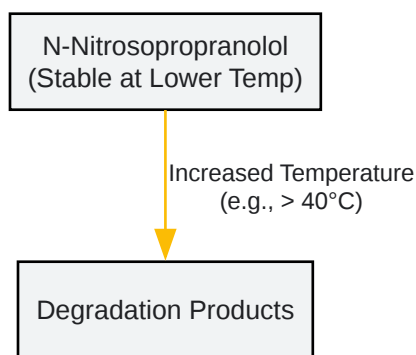 N-Nitrosopropranolol
(Stable at Lower Temp)
Increased Temperature
(e.g., > 40°C)
Degradation Products